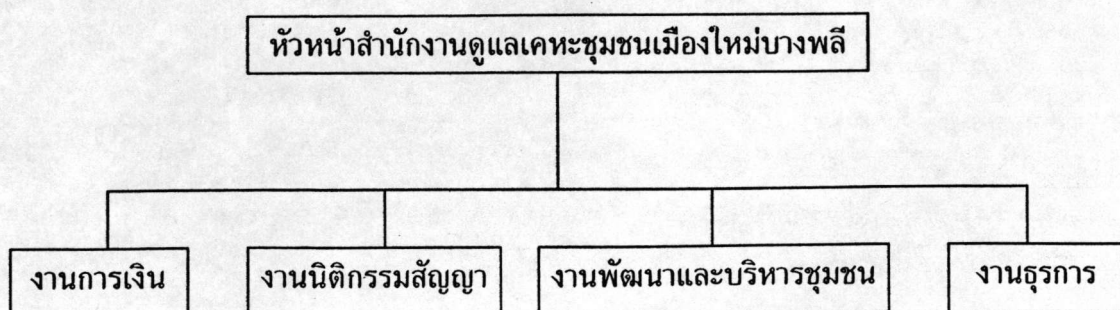 หัวหน้าสำนักงานดูแลเคหะชุมชนเมืองใหม่บางพลี
งานการเงิน
งานนิติกรรมสัญญา
งานพัฒนาและบริหารชุมชน
งานธุรการ